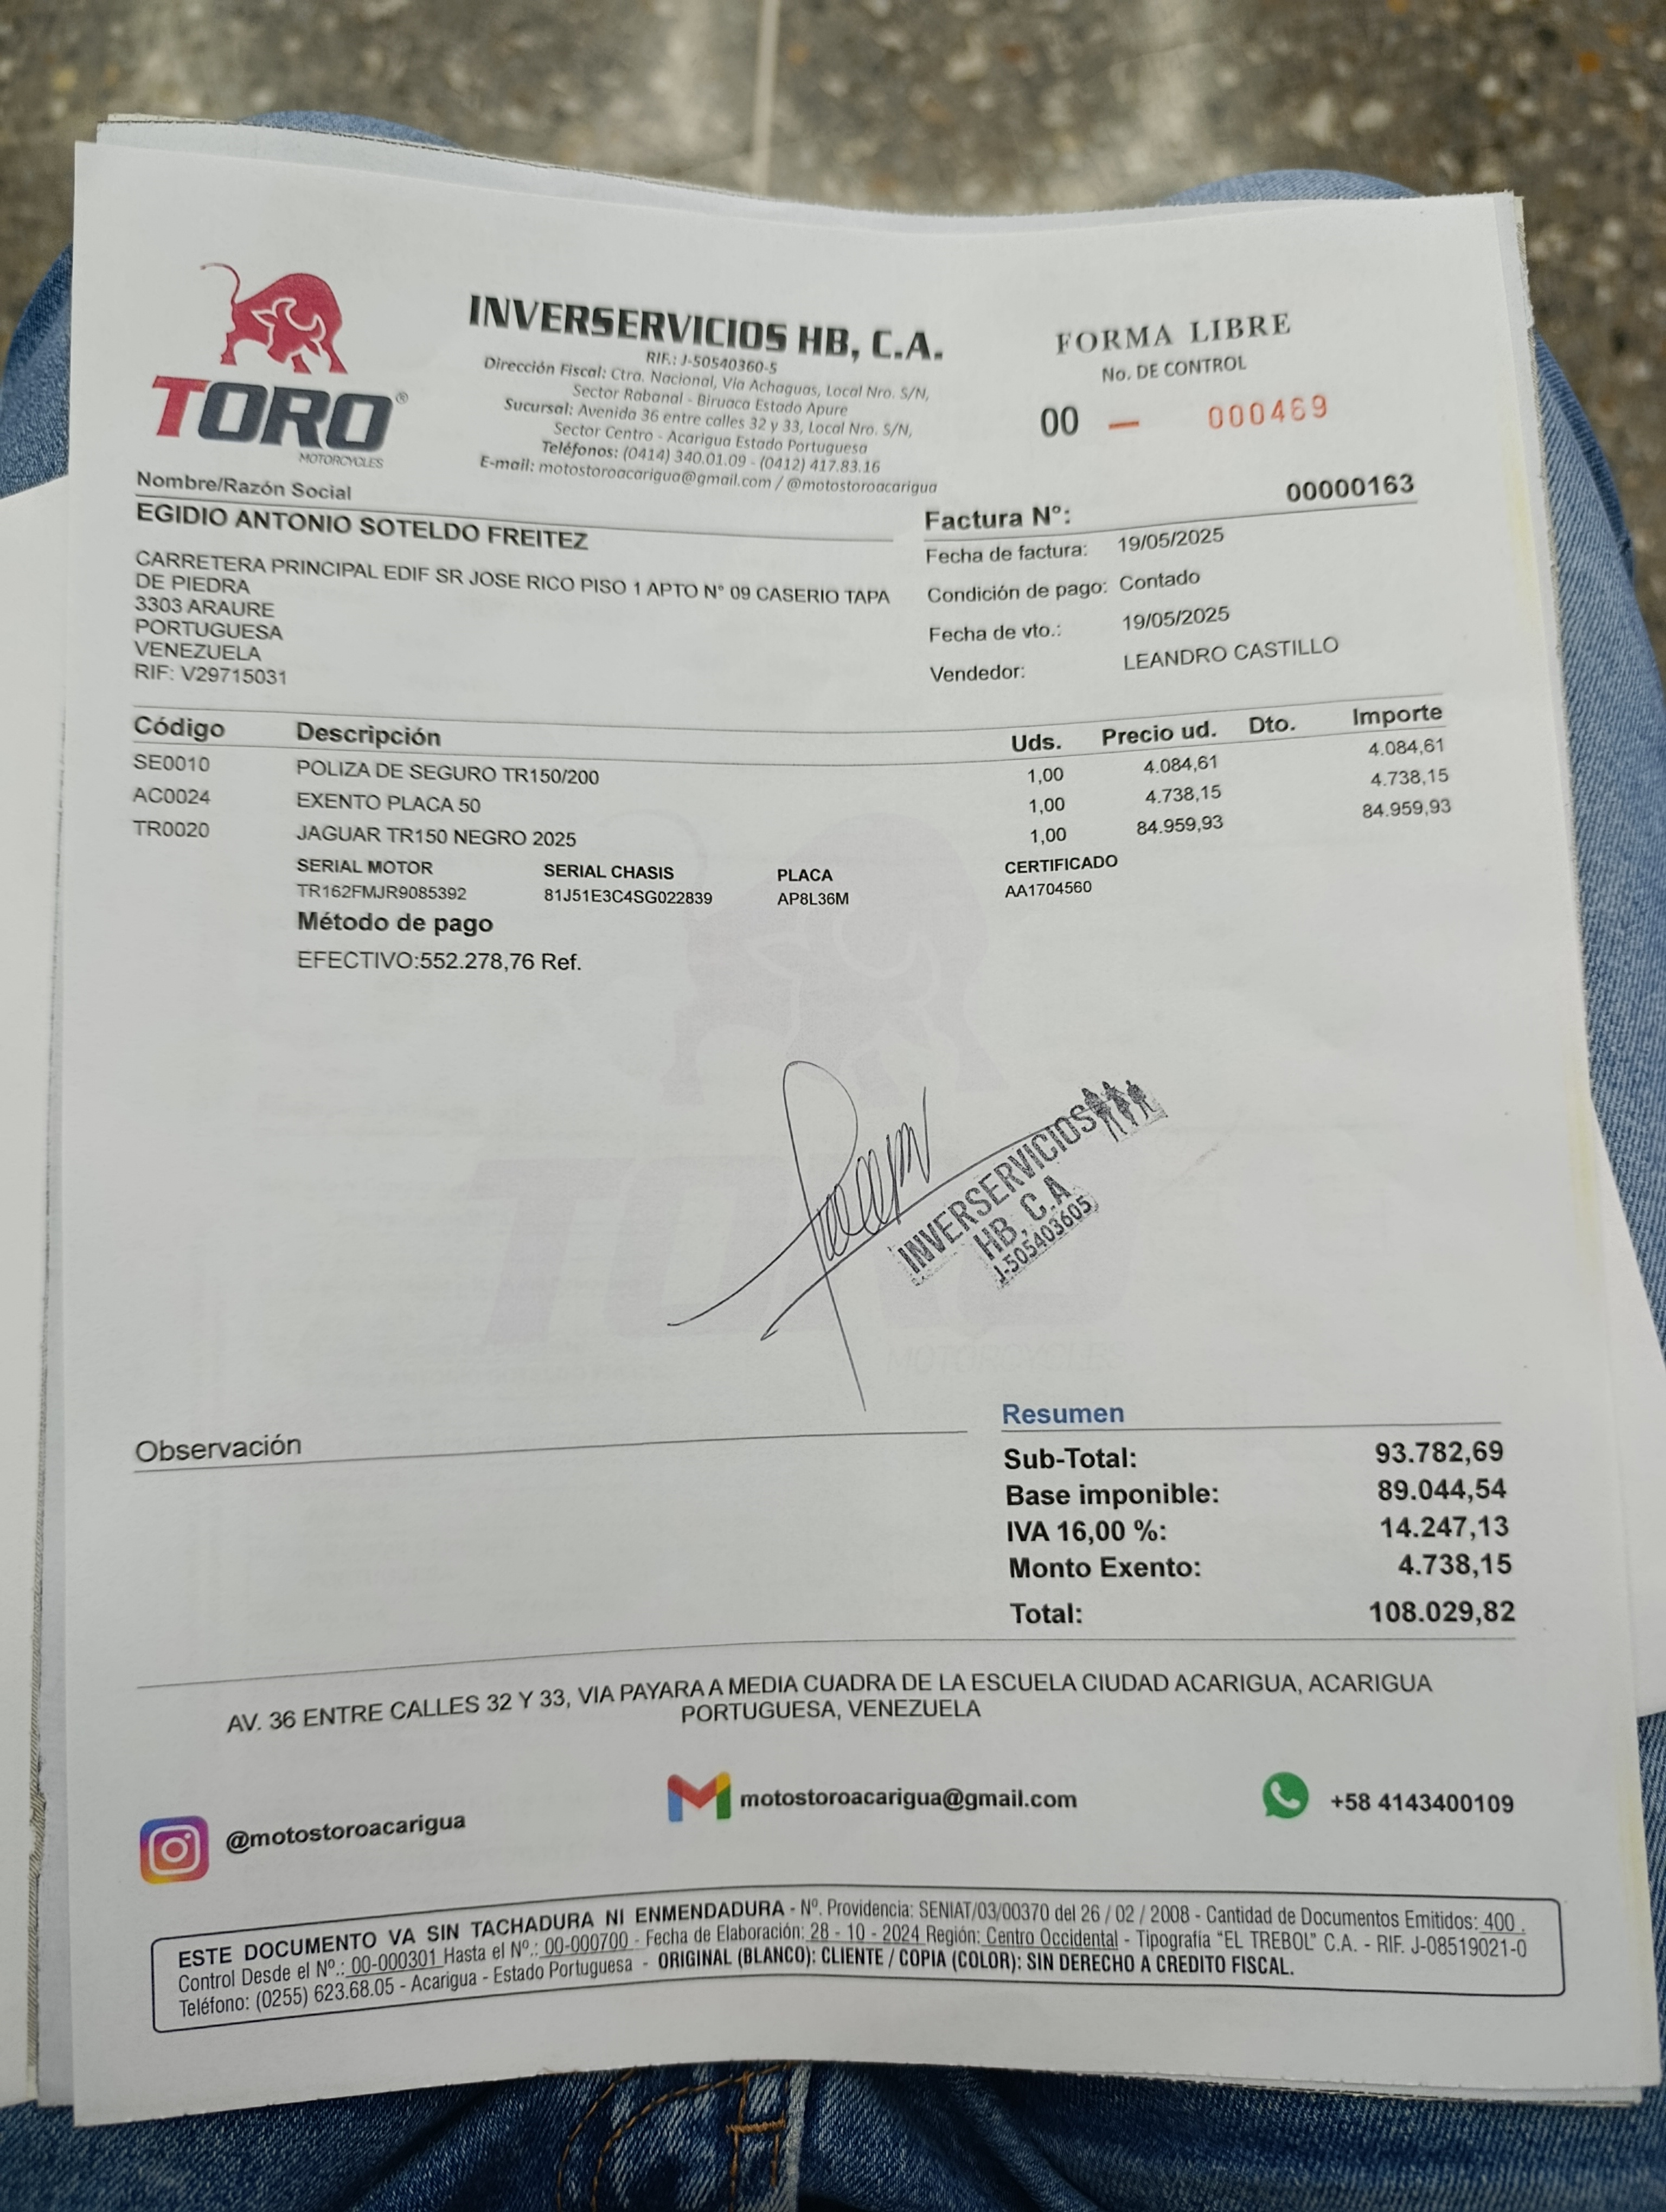 TORO®
MOTORCYCLES
INVERSERVICIOS HB, C.A.
RIF.: J-50540360-5
Dirección Fiscal: Ctra. Nacional, Via Achaguas, Local Nro. S/N,
Sector Rabanal - Biruaca Estado Apure
Sucursal: Avenida 36 entre calles 32 y 33, Local Nro. S/N,
Sector Centro - Acarigua Estado Portuguesa
Teléfonos: (0414) 340.01.09 - (0412) 417.83.16
E-mail: motostoroacarigua@gmail.com / @motostoroacarigua
FORMA LIBRE
No. DE CONTROL
00 - 000469
Nombre/Razón Social
EGIDIO ANTONIO SOTELDO FREITEZ
CARRETERA PRINCIPAL EDIF SR JOSE RICO PISO 1 APTO N° 09 CASERIO TAPA
DE PIEDRA
3303 ARAURE
PORTUGUESA
VENEZUELA
RIF: V29715031
Factura N°: 00000163
Fecha de factura: 19/05/2025
Condición de pago: Contado
Fecha de vto.: 19/05/2025
Vendedor: LEANDRO CASTILLO
Código Descripción Uds. Precio ud. Dto. Importe
SE0010 POLIZA DE SEGURO TR150/200 1,00 4.084,61 4.084,61
AC0024 EXENTO PLACA 50 1,00 4.738,15 4.738,15
TR0020 JAGUAR TR150 NEGRO 2025 1,00 84.959,93 84.959,93
SERIAL MOTOR SERIAL CHASIS PLACA CERTIFICADO
TR162FMJR9085392 81J51E3C4SG022839 AP8L36M AA1704560
Método de pago
EFECTIVO:552.278,76 Ref.
INVERSERVICIOS
HB, C.A
J-505403605
TORO
MOTORCYCLES
Observación
Resumen
Sub-Total: 93.782,69
Base imponible: 89.044,54
IVA 16,00 %: 14.247,13
Monto Exento: 4.738,15
Total: 108.029,82
AV. 36 ENTRE CALLES 32 Y 33, VIA PAYARA A MEDIA CUADRA DE LA ESCUELA CIUDAD ACARIGUA, ACARIGUA
PORTUGUESA, VENEZUELA
@motostoroacarigua
motostoroacarigua@gmail.com
+58 4143400109
ESTE DOCUMENTO VA SIN TACHADURA NI ENMENDADURA - Nº. Providencia: SENIAT/03/00370 del 26 / 02 / 2008 - Cantidad de Documentos Emitidos: 400 .
Control Desde el Nº.: 00-000301 Hasta el Nº.: 00-000700 - Fecha de Elaboración: 28 - 10 - 2024 Región: Centro Occidental - Tipografía "EL TREBOL" C.A. - RIF. J-08519021-0
Teléfono: (0255) 623.68.05 - Acarigua - Estado Portuguesa - ORIGINAL (BLANCO): CLIENTE / COPIA (COLOR): SIN DERECHO A CREDITO FISCAL.